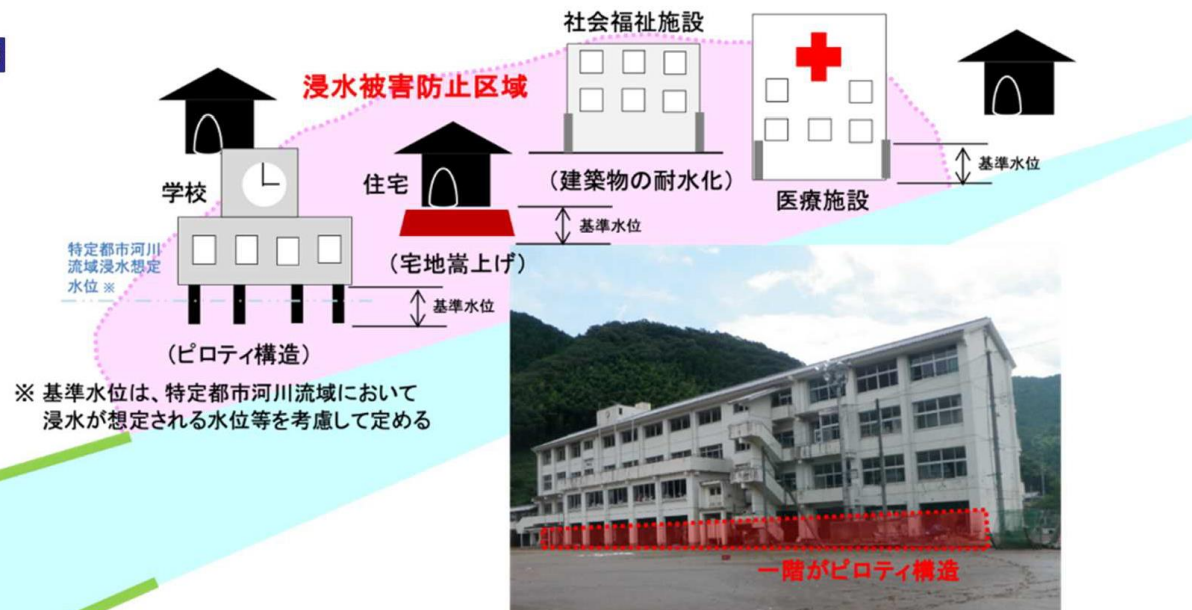 社会福祉施設
浸水被害防止区域
学校
住宅
(建築物の耐水化)
基準水位
医療施設
基準水位
特定都市河川
流域浸水想定
水位 ※
(宅地嵩上げ)
基準水位
(ピロティ構造)
※ 基準水位は、特定都市河川流域において
浸水が想定される水位等を考慮して定める
一階がピロティ構造